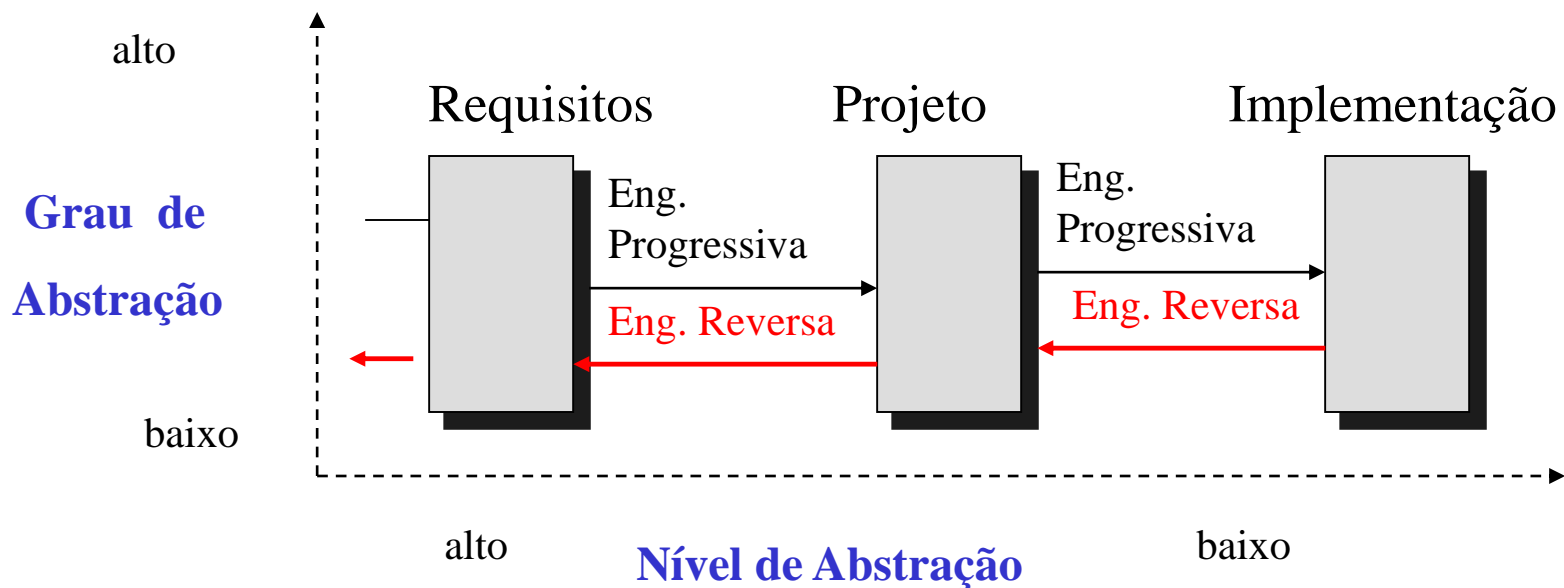 alto
Requisitos
Projeto
Implementação
Eng.
Progressiva
Eng.
Progressiva
Grau de
Abstração
Eng. Reversa
Eng. Reversa
baixo
alto
Nível de Abstração
baixo